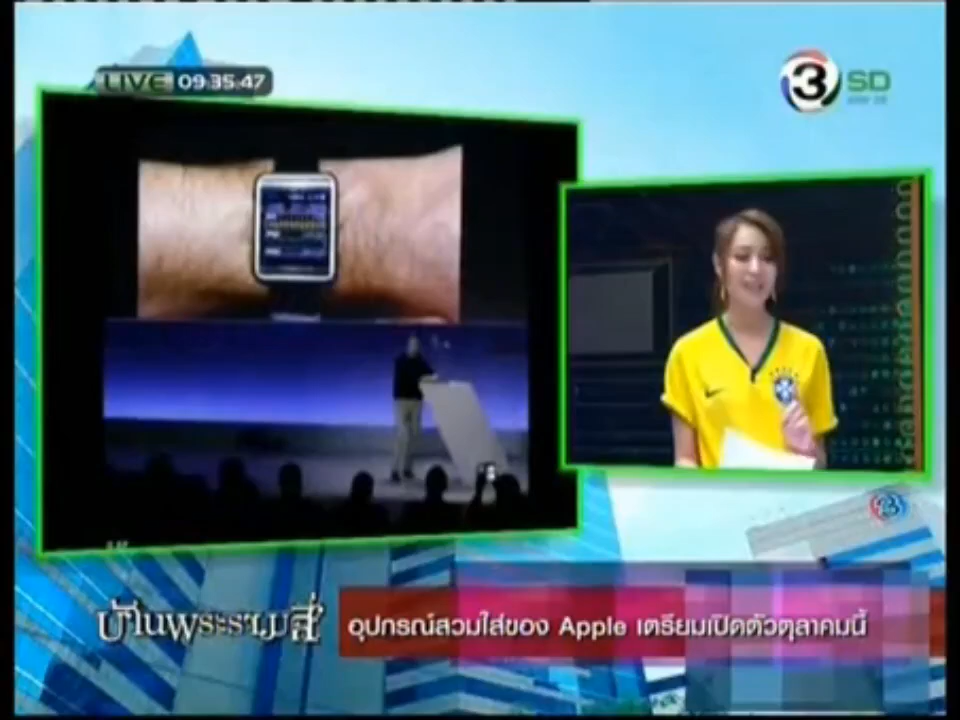 LIVE 09:35:47
3 SD
บ้านพระรามสี่
อุปกรณ์สวมใส่ของ Apple เตรียมเปิดตัวตุลาคมนี้